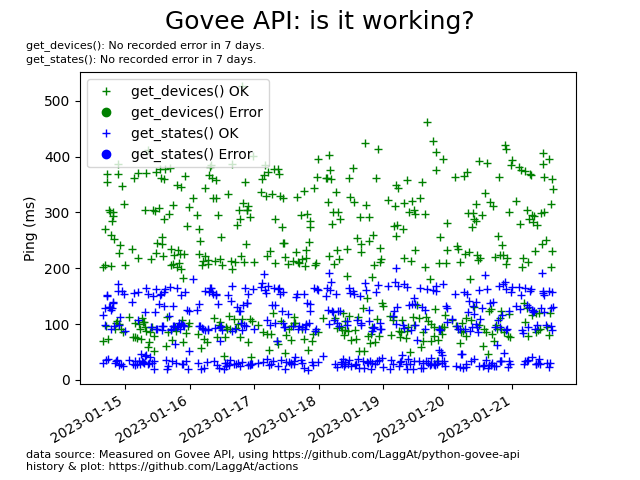 Govee API: is it working?
get_devices(): No recorded error in 7 days.
get_states(): No recorded error in 7 days.
get_devices() OK
get_devices() Error
get_states() OK
get_states() Error
Ping (ms)
500
400
300
200
100
0
2023-01-15
2023-01-16
2023-01-17
2023-01-18
2023-01-19
2023-01-20
2023-01-21
data source: Measured on Govee API, using https://github.com/LaggAt/python-govee-api
history & plot: https://github.com/LaggAt/actions